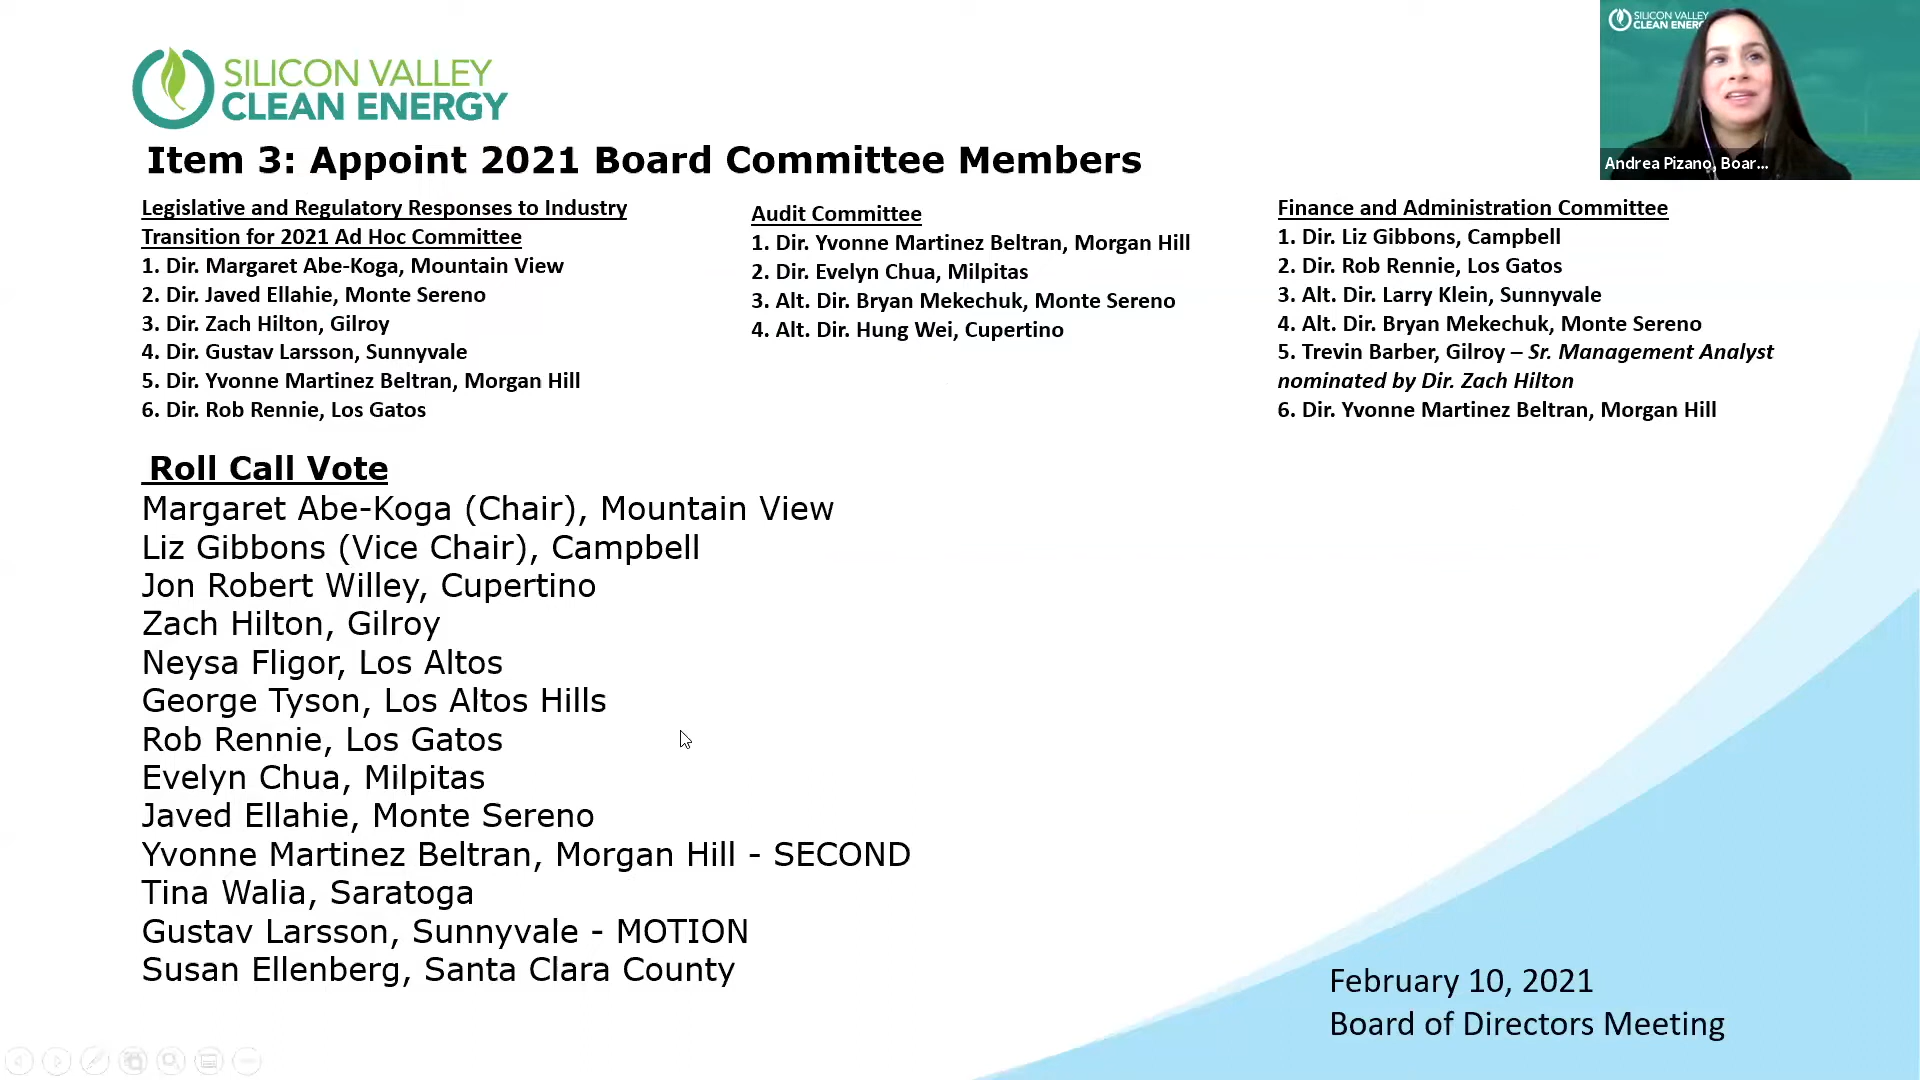 SILICON VALLEY
CLEAN ENERGY
Item 3: Appoint 2021 Board Committee Members
Legislative and Regulatory Responses to Industry
Transition for 2021 Ad Hoc Committee
1. Dir. Margaret Abe-Koga, Mountain View
2. Dir. Javed Ellahie, Monte Sereno
3. Dir. Zach Hilton, Gilroy
4. Dir. Gustav Larsson, Sunnyvale
5. Dir. Yvonne Martinez Beltran, Morgan Hill
6. Dir. Rob Rennie, Los Gatos
Audit Committee
1. Dir. Yvonne Martinez Beltran, Morgan Hill
2. Dir. Evelyn Chua, Milpitas
3. Alt. Dir. Bryan Mekechuk, Monte Sereno
4. Alt. Dir. Hung Wei, Cupertino
Finance and Administration Committee
1. Dir. Liz Gibbons, Campbell
2. Dir. Rob Rennie, Los Gatos
3. Alt. Dir. Larry Klein, Sunnyvale
4. Alt. Dir. Bryan Mekechuk, Monte Sereno
5. Trevin Barber, Gilroy – Sr. Management Analyst
nominated by Dir. Zach Hilton
6. Dir. Yvonne Martinez Beltran, Morgan Hill
Roll Call Vote
Margaret Abe-Koga (Chair), Mountain View
Liz Gibbons (Vice Chair), Campbell
Jon Robert Willey, Cupertino
Zach Hilton, Gilroy
Neysa Fligor, Los Altos
George Tyson, Los Altos Hills
Rob Rennie, Los Gatos
Evelyn Chua, Milpitas
Javed Ellahie, Monte Sereno
Yvonne Martinez Beltran, Morgan Hill - SECOND
Tina Walia, Saratoga
Gustav Larsson, Sunnyvale - MOTION
Susan Ellenberg, Santa Clara County
February 10, 2021
Board of Directors Meeting
SILICON VALLEY
CLEAN ENERG
Andrea Pizano, Boar...